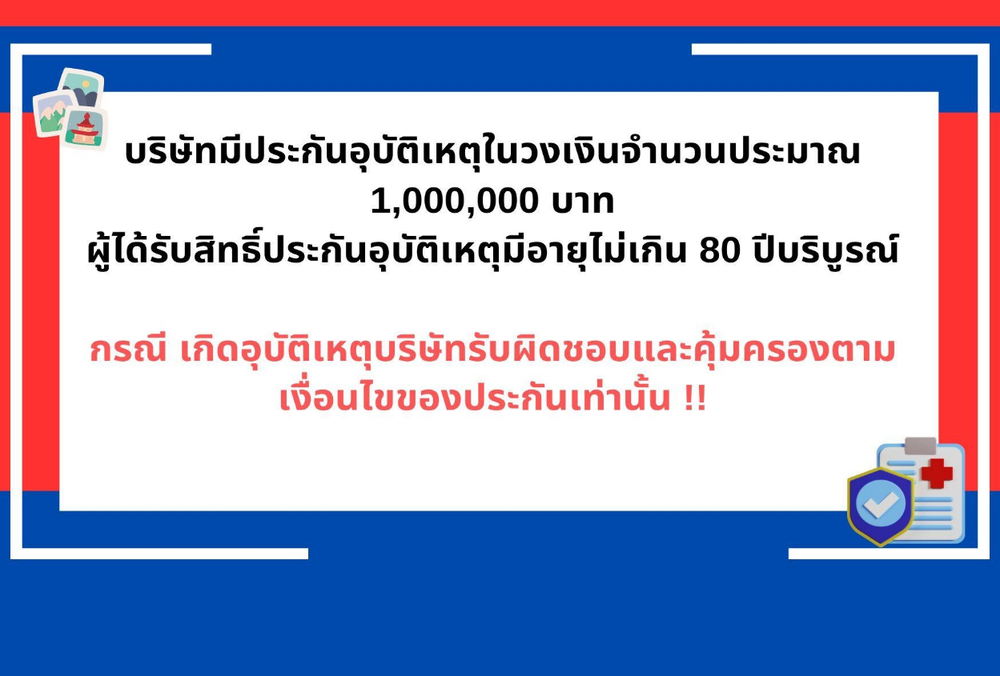 บริษัทมีประกันอุบัติเหตุในวงเงินจำนวนประมาณ
1,000,000 บาท
ผู้ได้รับสิทธิ์ประกันอุบัติเหตุมีอายุไม่เกิน 80 ปีบริบูรณ์
กรณี เกิดอุบัติเหตุบริษัทรับผิดชอบและคุ้มครองตาม
เงื่อนไขของประกันเท่านั้น !!